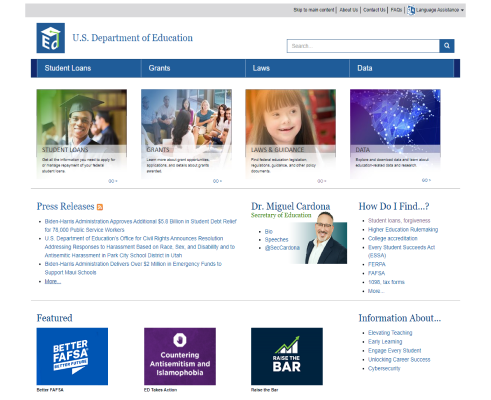 Skip to main content | About Us | Contact Us | FAQs | Language Assistance
ED
U.S. Department of Education
Search..
Student Loans
Grants
Laws
Data
STUDENT LOANS
Get all the information you need to apply for
or manage repayment of your federal
student loans.
GO
GRANTS
Learn more about grant opportunities,
applications, and details about grants
awarded.
GO
LAWS & GUIDANCE
Find federal education legislation,
regulations, guidance, and other policy
documents.
GO
DATA
Explore and download data and learn about
education-related data and research.
GO
Press Releases
Biden-Harris Administration Approves Additional $5.8 Billion in Student Debt Relief
for 78,000 Public Service Workers
U.S. Department of Education's Office for Civil Rights Announces Resolution
Addressing Responses to Harassment Based on Race, Sex, and Disability and to
Antisemitic Harassment in Park City School District in Utah
Biden-Harris Administration Delivers Over $2 Million in Emergency Funds to
Support Maui Schools
More...
Dr. Miguel Cardona
Secretary of Education
Bio
Speeches
@SecCardona
How Do I Find...?
Student loans, forgiveness
Higher Education Rulemaking
College accreditation
Every Student Succeeds Act
(ESSA)
FERPA
FAFSA
1098, tax forms
More..
Featured
BETTER
FAFSA
BETTER FUTURE
Better FAFSA
Countering
Antisemitism and
Islamophobia
ED Takes Action
RAISE THE
BAR
Raise the Bar
Information About...
Elevating Teaching
Early Learning
Engage Every Student
Unlocking Career Success
Cybersecurity